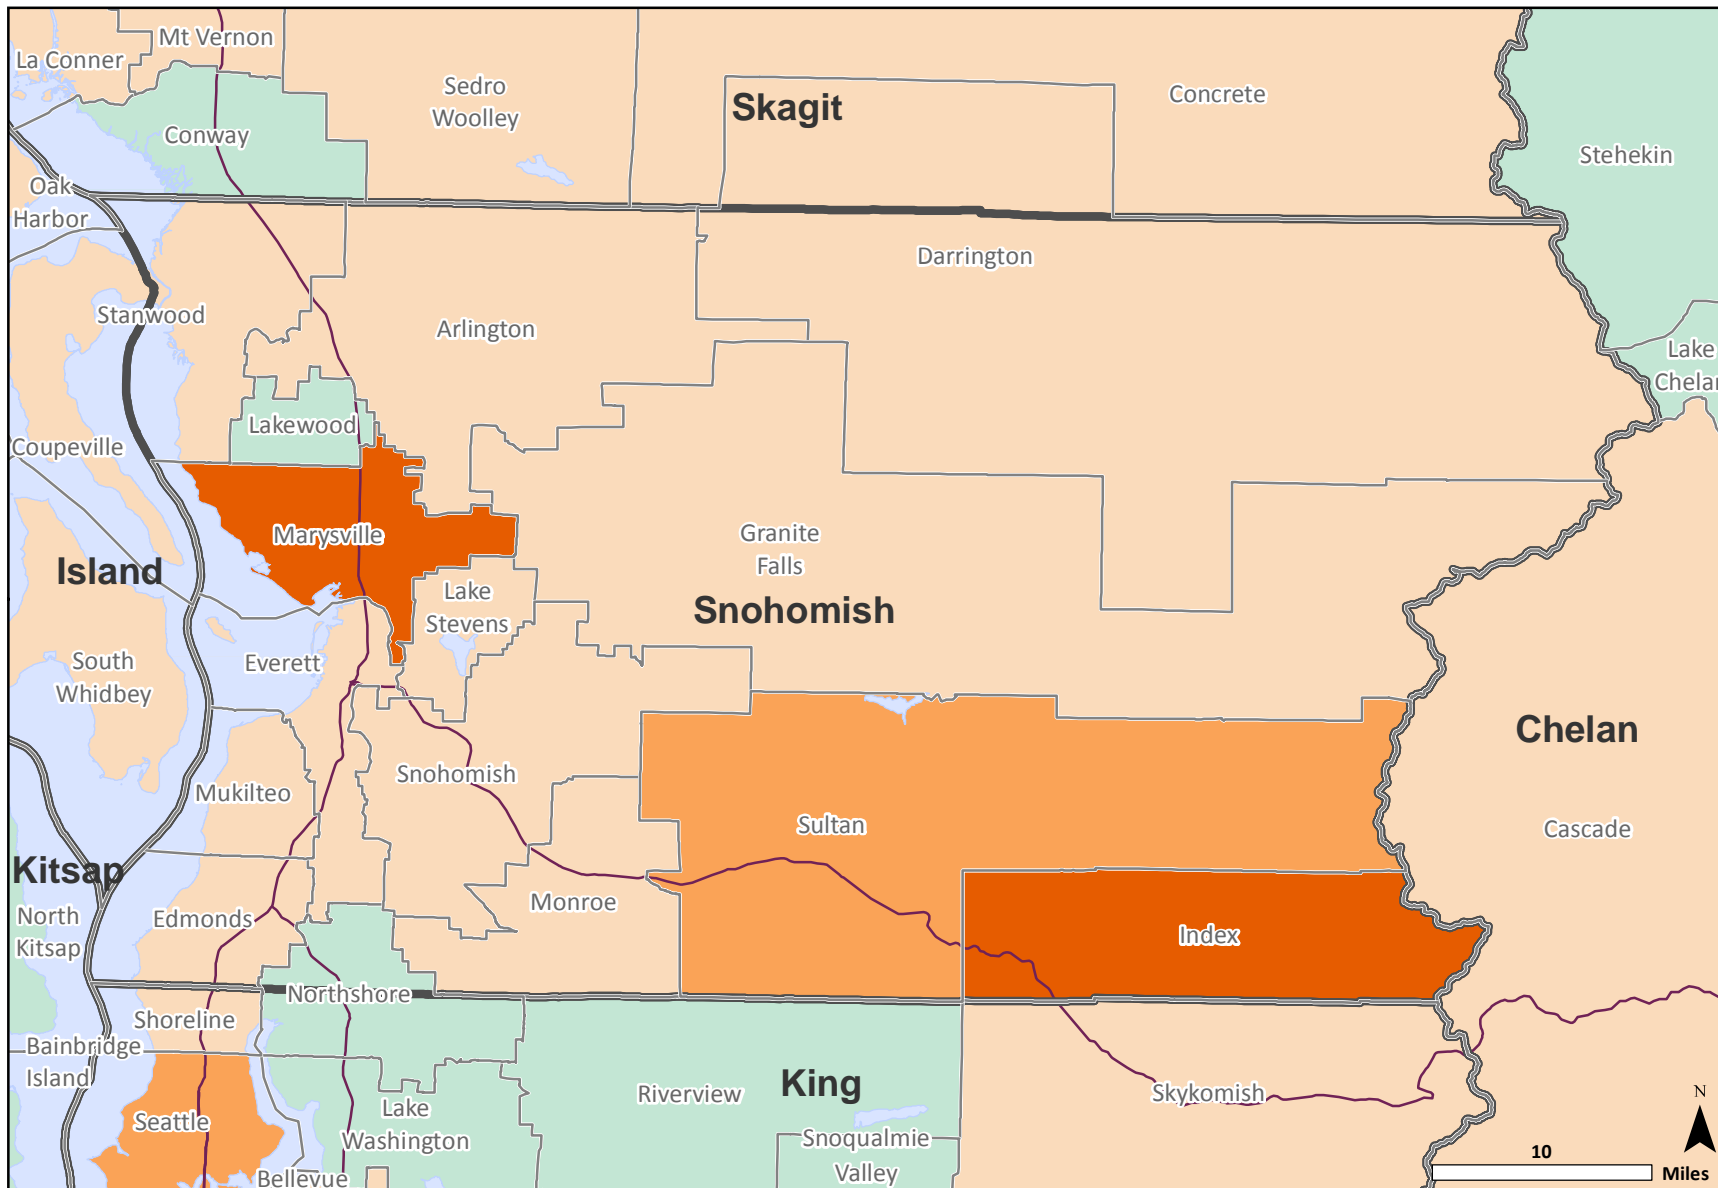 Mt Vernon
La Conner
Sedro
Woolley
Skagit
Concrete
Conway
Stehekin
Oak
Harbor
Darrington
Stanwood
Arlington
Lake
Chelan
Lakewood
Coupeville
Marysville
Granite
Falls
Island
Lake
Stevens
Snohomish
South
Whidbey
Everett
Chelan
Snohomish
Mukilteo
Sultan
Cascade
Kitsap
Monroe
North
Kitsap
Edmonds
Index
Northshore
Shoreline
Bainbridge
Island
King
Riverview
Skykomish
N
Seattle
Lake
Washington
Snoqualmie
Valley
Bellevue
10
Miles